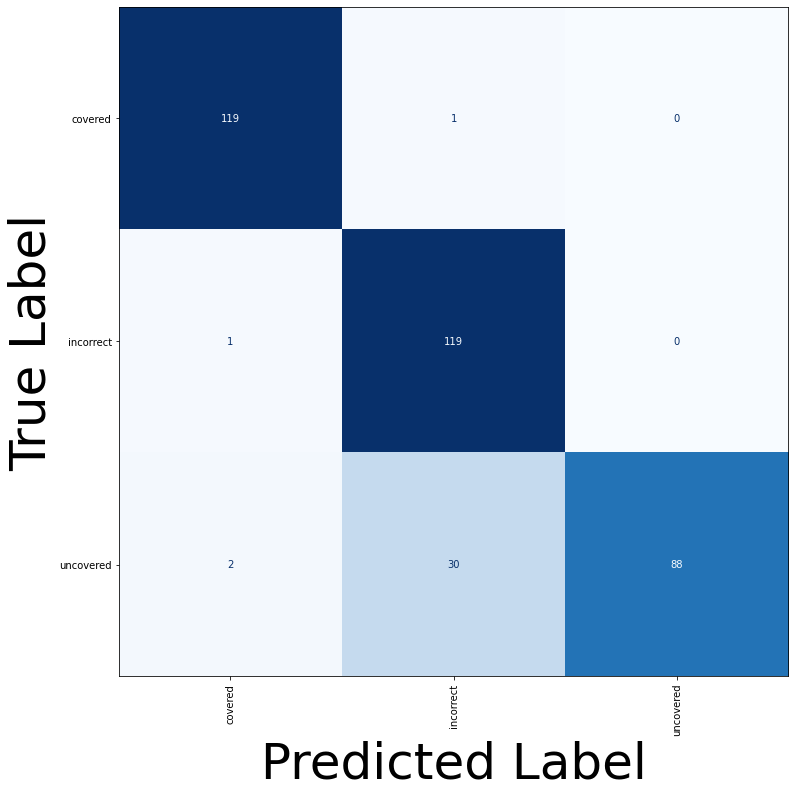 covered 119 1 0
incorrect 1 119 0
uncovered 2 30 88
covered incorrect uncovered
True Label
Predicted Label